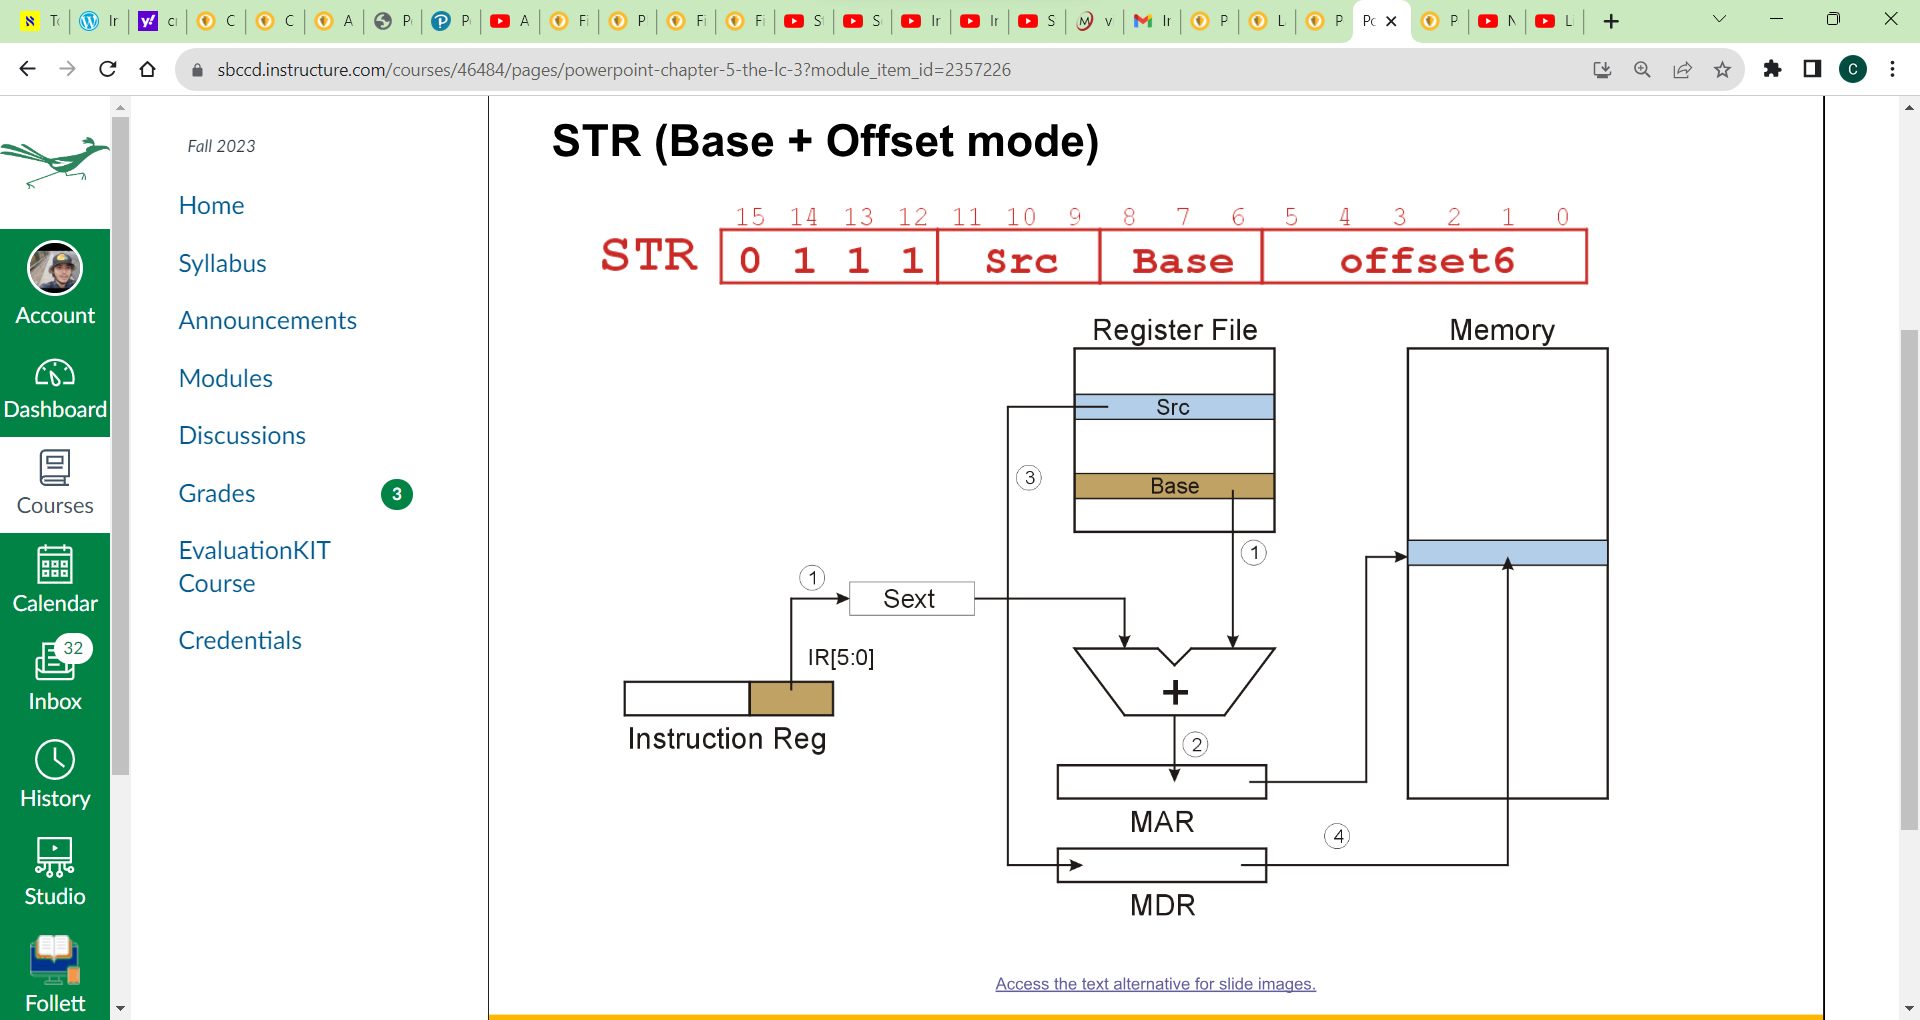 sbccd.instructure.com/courses/46484/pages/powerpoint-chapter-5-the-lc-3?module_item_id=2357226
C
Fall 2023
Home
Syllabus
Announcements
Modules
Discussions
Grades
3
EvaluationKIT
Course
Credentials
Account
Dashboard
Courses
Calendar
32
Inbox
History
Studio
Follett
STR (Base + Offset mode)
15 14 13 12 11 10 9 8 7 6 5 4 3 2 1 0
STR 0 1 1 1 Src Base offset6
Register File
Memory
Src
3
Base
1
1
Sext
IR[5:0]
+
Instruction Reg
2
MAR
4
MDR
Access the text alternative for slide images.